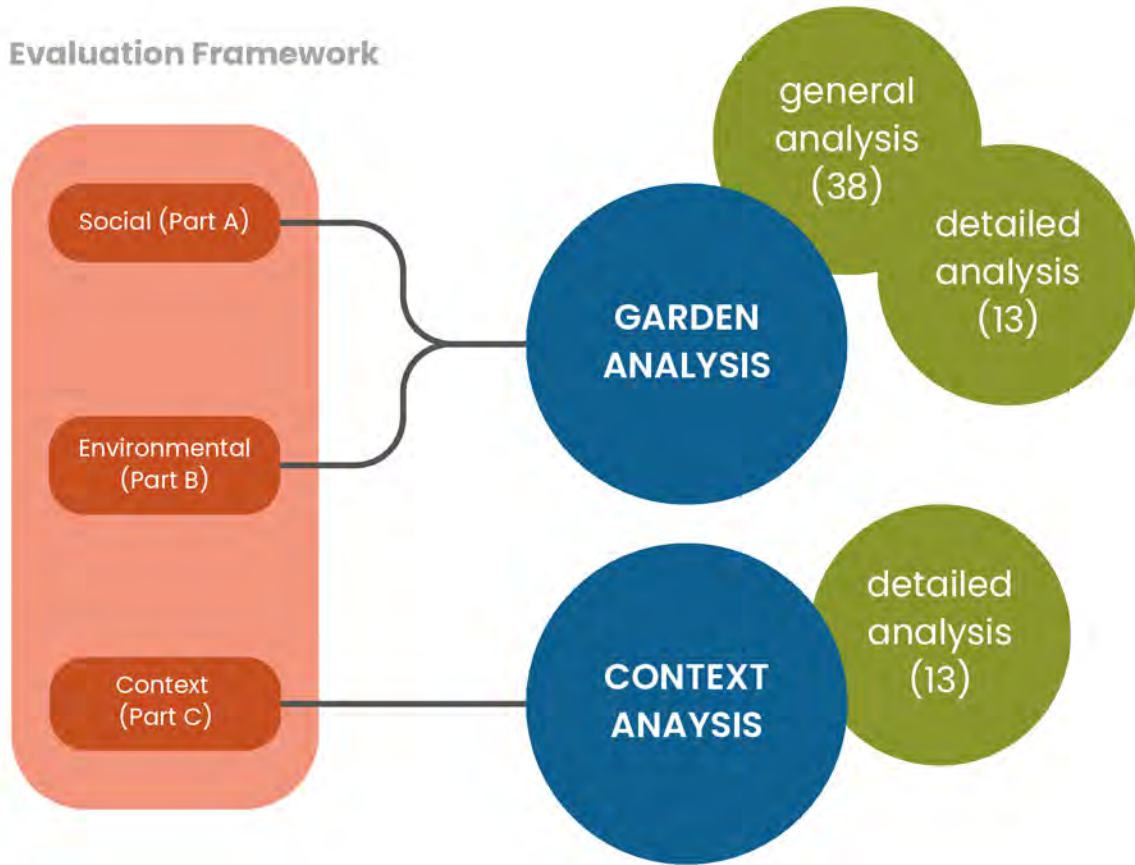 Evaluation Framework
Social (Part A)
Environmental
(Part B)
Context
(Part C)
GARDEN
ANALYSIS
general
analysis
(38)
detailed
analysis
(13)
CONTEXT
ANAYSIS
detailed
analysis
(13)